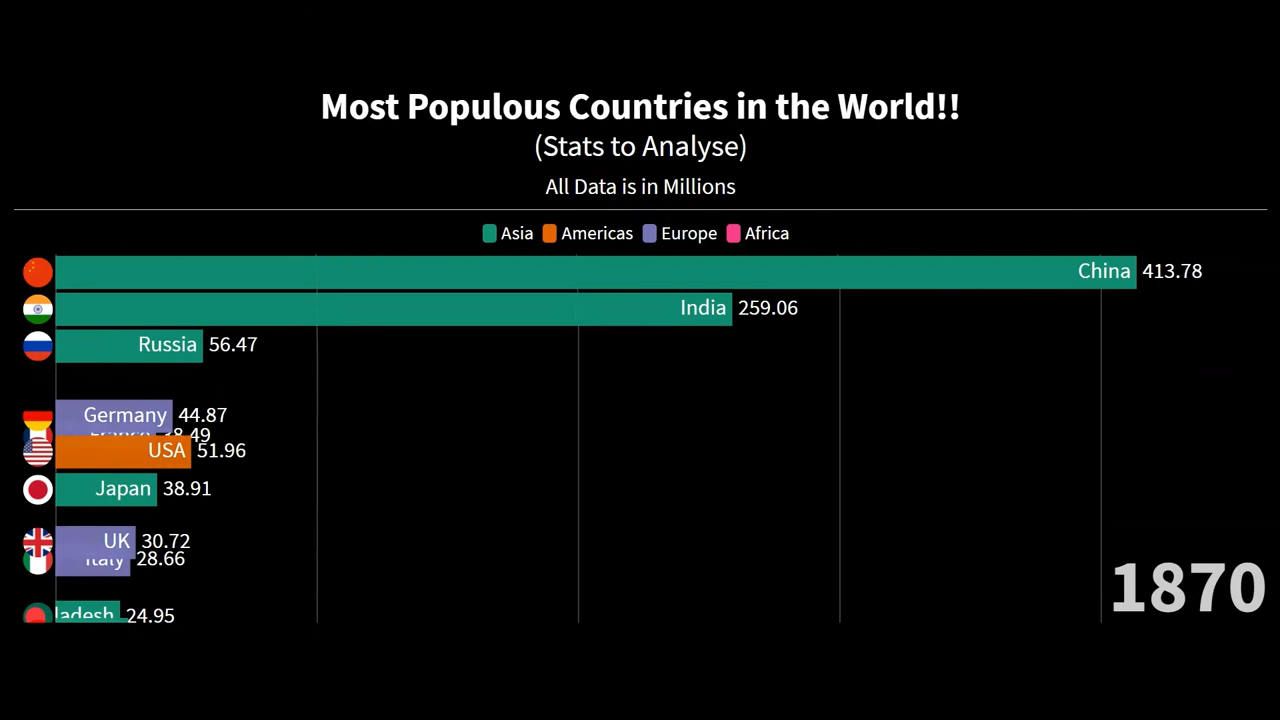 Most Populous Countries in the World!!
(Stats to Analyse)
All Data is in Millions
Asia Americas Europe Africa
China 413.78
India 259.06
Russia 56.47
Germany 44.87
USA 51.96
Japan 38.91
UK 30.72
Italy 28.66
ladesh 24.95
1870